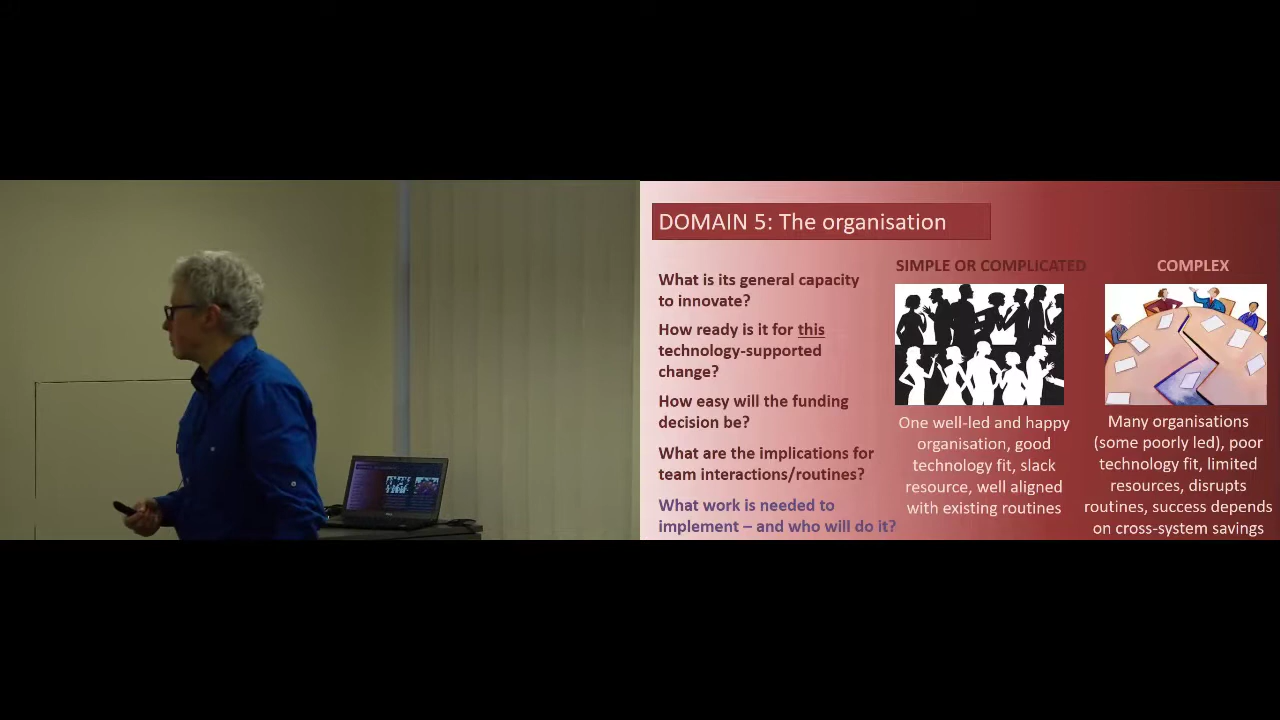 DOMAIN 5: The organisation
What is its general capacity
to innovate?
How ready is it for this
technology-supported
change?
How easy will the funding
decision be?
What are the implications for
team interactions/routines?
What work is needed to
implement – and who will do it?
SIMPLE OR COMPLICATED
One well-led and happy
organisation, good
technology fit, slack
resource, well aligned
with existing routines
COMPLEX
Many organisations
(some poorly led), poor
technology fit, limited
resources, disrupts
routines, success depends
on cross-system savings